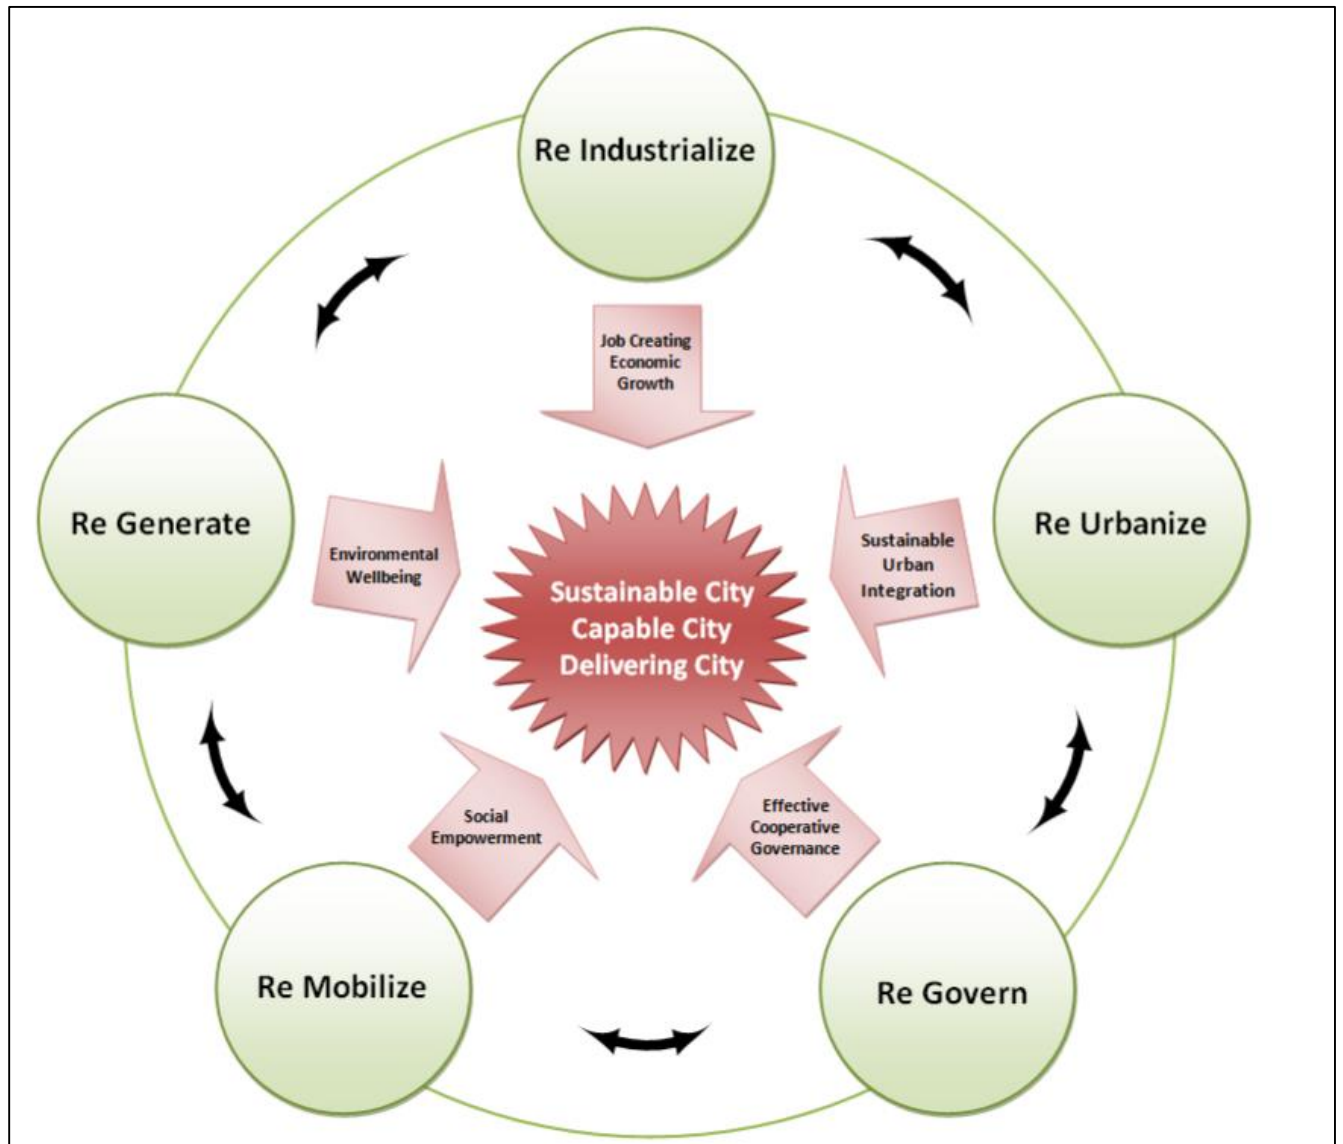 Re Industrialize
Job Creating
Economic
Growth
Re Generate
Environmental
Wellbeing
Sustainable City
Capable City
Delivering City
Sustainable
Urban
Integration
Re Urbanize
Social
Empowerment
Effective
Cooperative
Governance
Re Mobilize
Re Govern